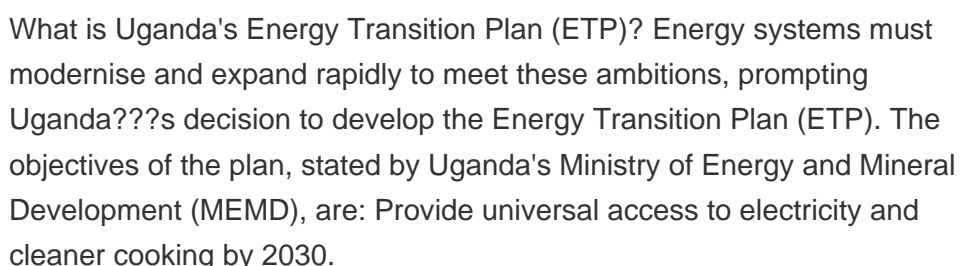 What is Uganda's Energy Transition Plan (ETP)? Energy systems must
modernise and expand rapidly to meet these ambitions, prompting
Uganda???s decision to develop the Energy Transition Plan (ETP). The
objectives of the plan, stated by Uganda's Ministry of Energy and Mineral
Development (MEMD), are: Provide universal access to electricity and
cleaner cooking by 2030.